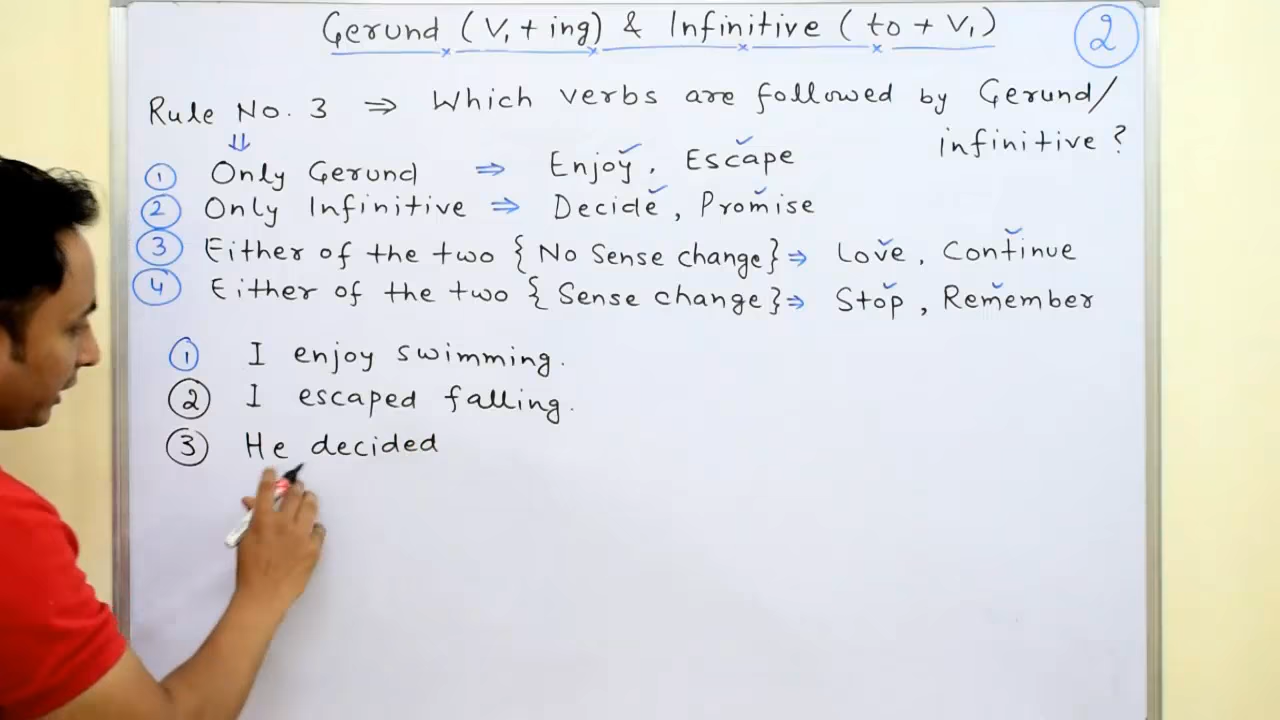 Gerund (V₁ + ing) & Infinitive (to + V₁)
2
Rule No. 3 ⇒ Which verbs are followed by Gerund/
infinitive ?
① Only Gerund ⇒ Enjoy, Escape
② Only Infinitive ⇒ Decide, Promise
③ Either of the two { No Sense change} ⇒ Love, Continue
④ Either of the two { Sense change} ⇒ Stop, Remember
① I enjoy swimming.
② I escaped falling.
③ He decided